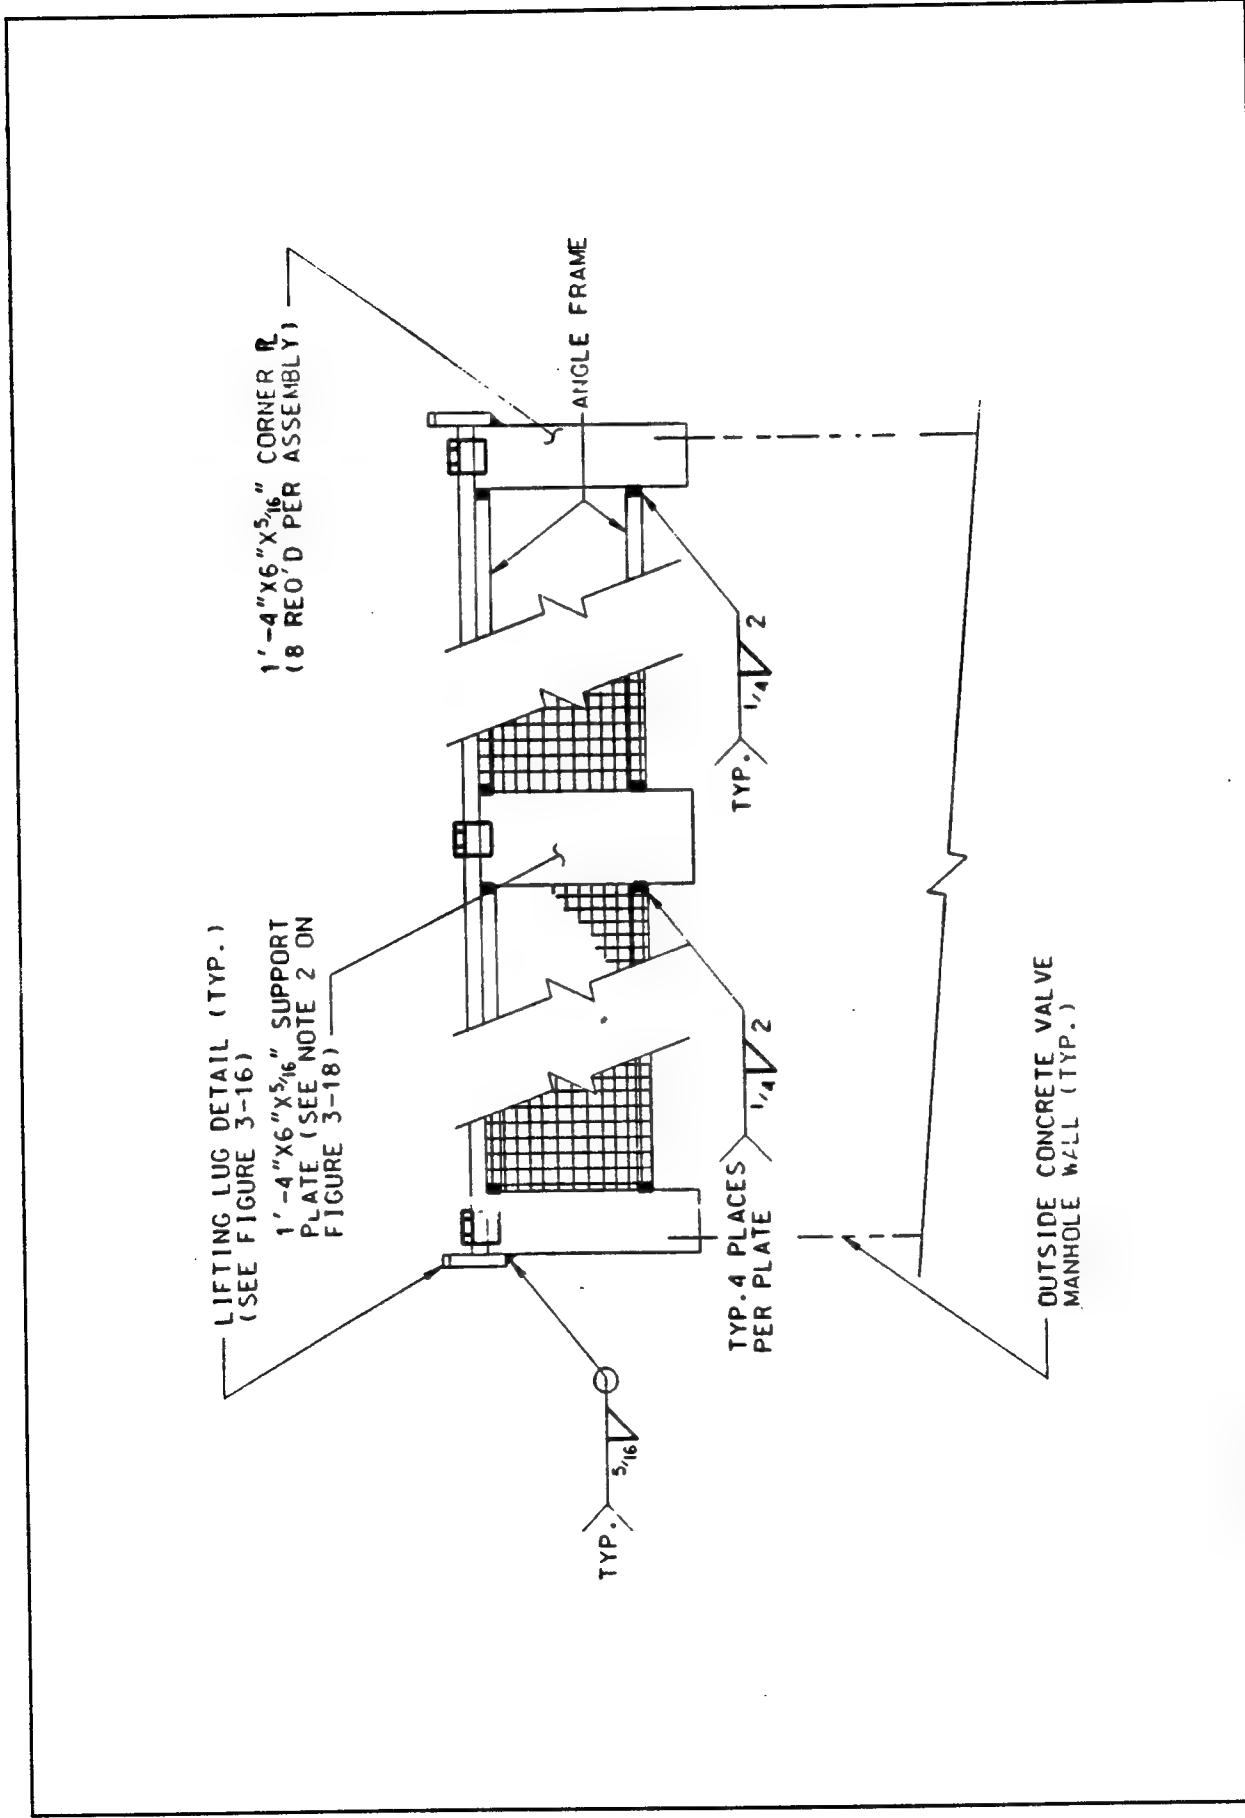 LIFTING LUG DETAIL (TYP.)
(SEE FIGURE 3-16)
1'-4"X6"X5/16" SUPPORT
PLATE (SEE NOTE 2 ON
FIGURE 3-18)
1'-4"X6"X5/16" CORNER PL
(8 REO'D PER ASSEMBLY)
ANGLE FRAME
TYP.
5/16
TYP.4 PLACES
PER PLATE
1/4
2
TYP.
1/4
2
OUTSIDE CONCRETE VALVE
MANHOLE WALL (TYP.)